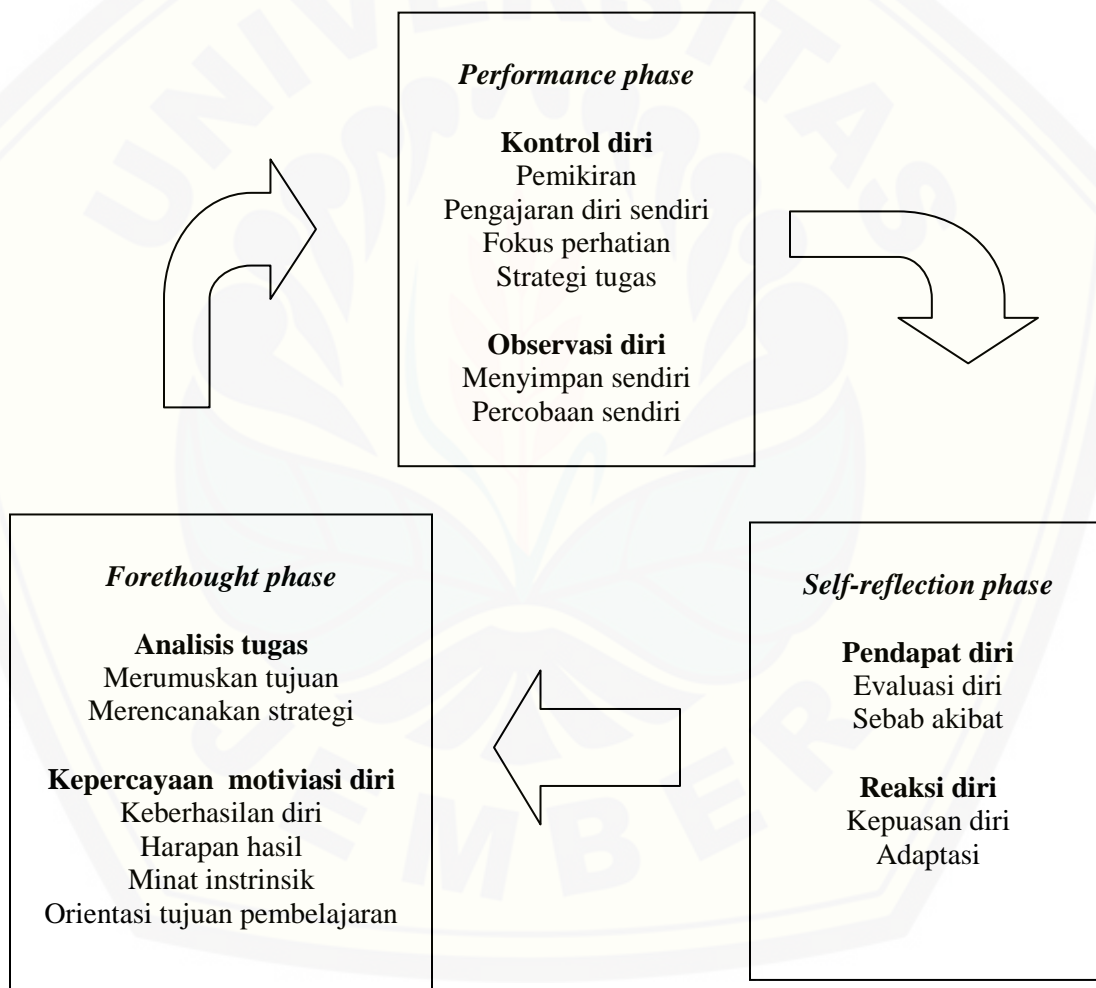 UNIVERSITAS
Performance phase
Kontrol diri
Pemikiran
Pengajaran diri sendiri
Fokus perhatian
Strategi tugas
Observasi diri
Menyimpan sendiri
Percobaan sendiri
Forethought phase
Analisis tugas
Merumuskan tujuan
Merencanakan strategi
Kepercayaan motiviasi diri
Keberhasilan diri
Harapan hasil
Minat instrinsik
Orientasi tujuan pembelajaran
Self-reflection phase
Pendapat diri
Evaluasi diri
Sebab akibat
Reaksi diri
Kepuasan diri
Adaptasi
JEMBER